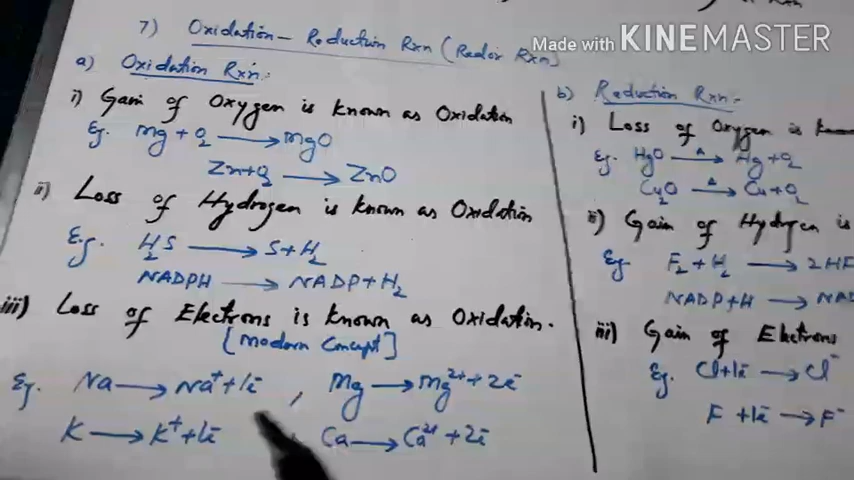 7) Oxidation - Reduction Rxn (Redox Rxn)
Made with KINEMASTER
a) Oxidation Rxn:
i) Gain of Oxygen is known as Oxidation
Eg. Mg + O₂ → MgO
Zn + O₂ → ZnO
ii) Loss of Hydrogen is known as Oxidation
Eg. H₂S → S + H₂
NADPH → NADP + H₂
iii) Loss of Electrons is known as Oxidation.
[Modern Concept]
Eg. Na → Na⁺ + 1e⁻ , Mg → Mg²⁺ + 2e⁻
K → K⁺ + 1e⁻ Ca → Ca²⁺ + 2e⁻
b) Reduction Rxn:-
i) Loss of Oxygen is
Eg. HgO →Δ Hg + O₂
Cu₂O →Δ Cu + O₂
ii) Gain of Hydrogen is
Eg F₂ + H₂ → 2HF
NADP + H →
iii) Gain of Electrons
Eg. Cl + 1e⁻ → Cl⁻
F + 1e⁻ → F⁻